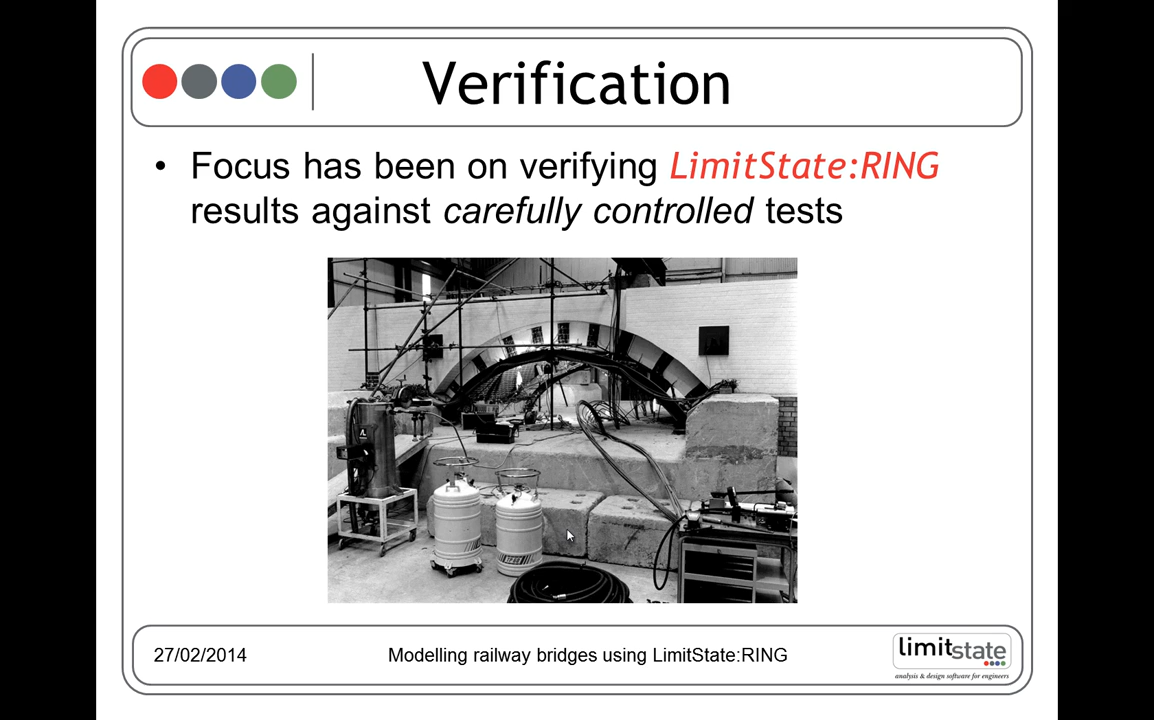 Verification
• Focus has been on verifying LimitState:RING
results against carefully controlled tests
27/02/2014
Modelling railway bridges using LimitState:RING
limitstate
analysis & design software for engineers